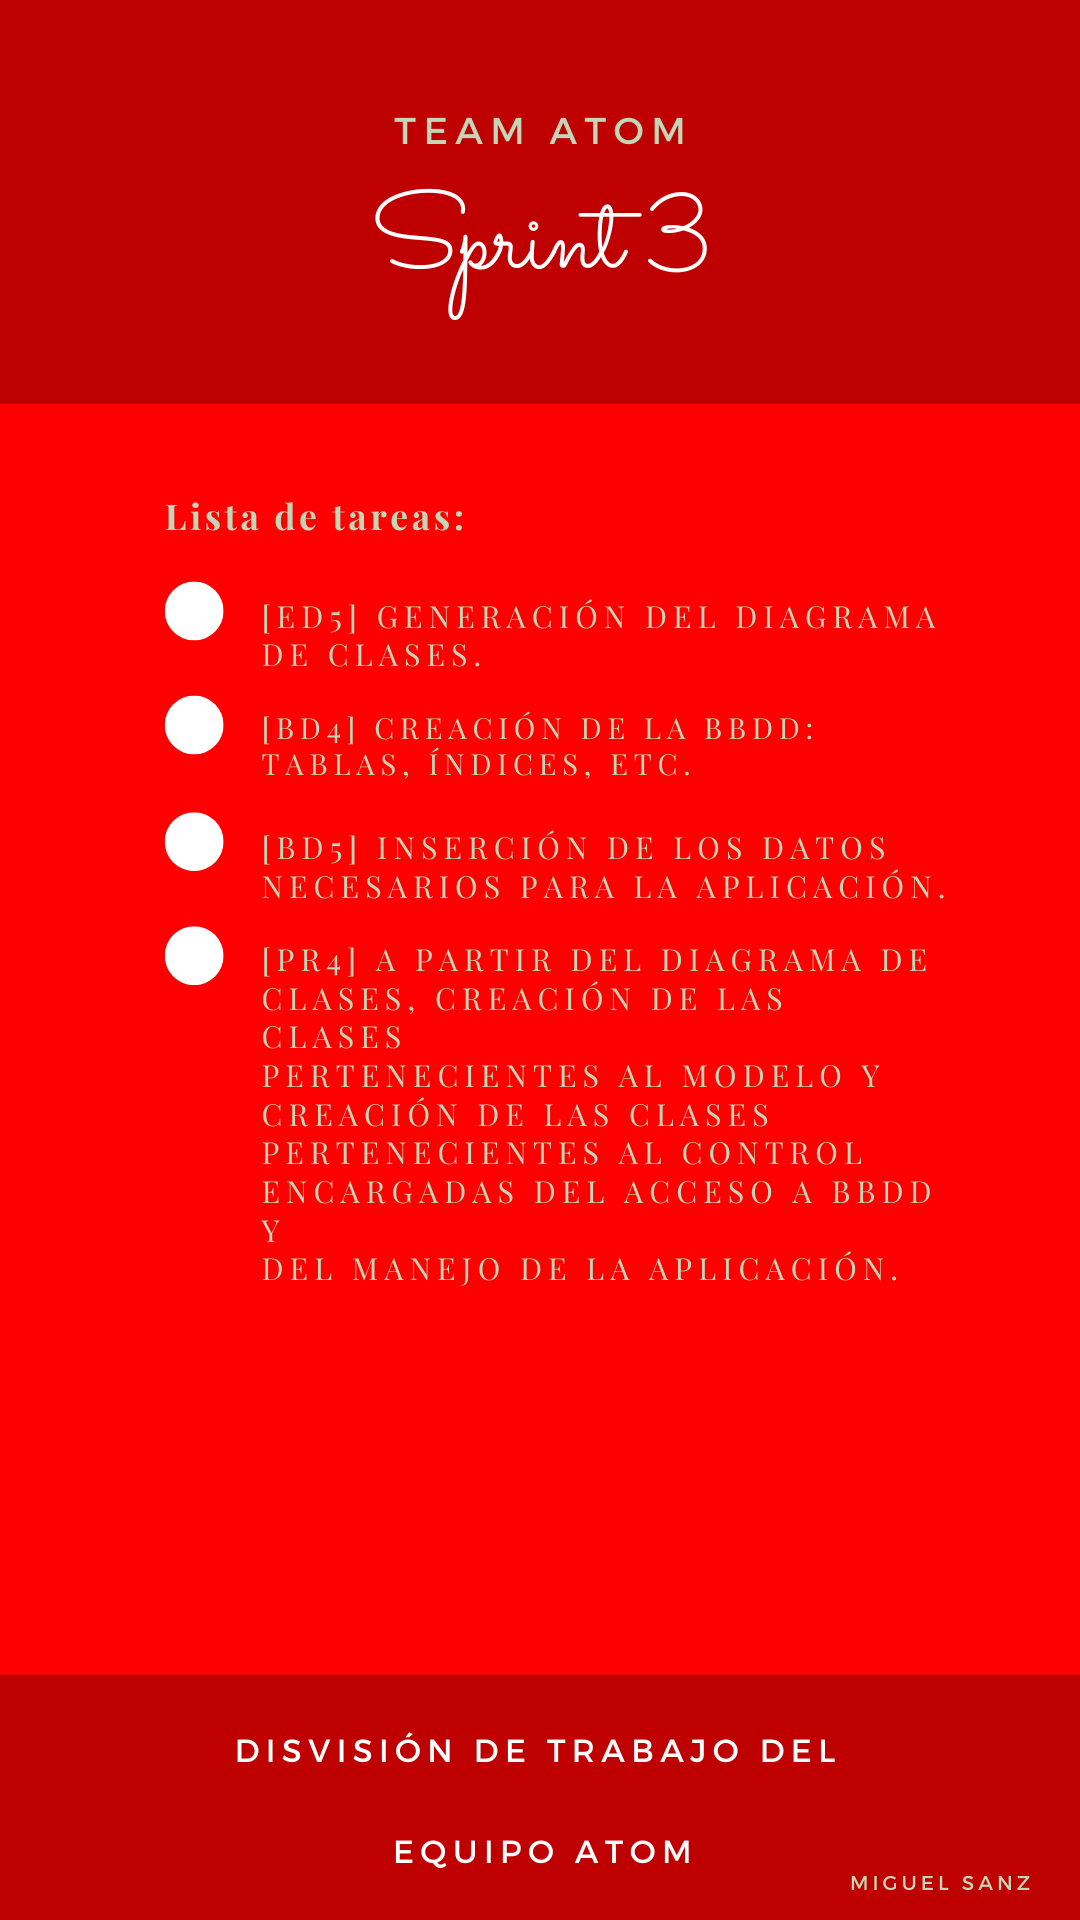 TEAM ATOM
Sprint 3
Lista de tareas:
[ED5] GENERACIÓN DEL DIAGRAMA
DE CLASES.
[BD4] CREACIÓN DE LA BBDD:
TABLAS, ÍNDICES, ETC.
[BD5] INSERCIÓN DE LOS DATOS
NECESARIOS PARA LA APLICACIÓN.
[PR4] A PARTIR DEL DIAGRAMA DE
CLASES, CREACIÓN DE LAS
CLASES
PERTENECIENTES AL MODELO Y
CREACIÓN DE LAS CLASES
PERTENECIENTES AL CONTROL
ENCARGADAS DEL ACCESO A BBDD
Y
DEL MANEJO DE LA APLICACIÓN.
DISVISIÓN DE TRABAJO DEL
EQUIPO ATOM
MIGUEL SANZ